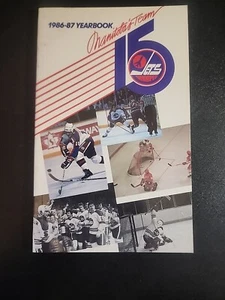 1986-87 YEARBOOK
Manitoba's Team
15
JETS